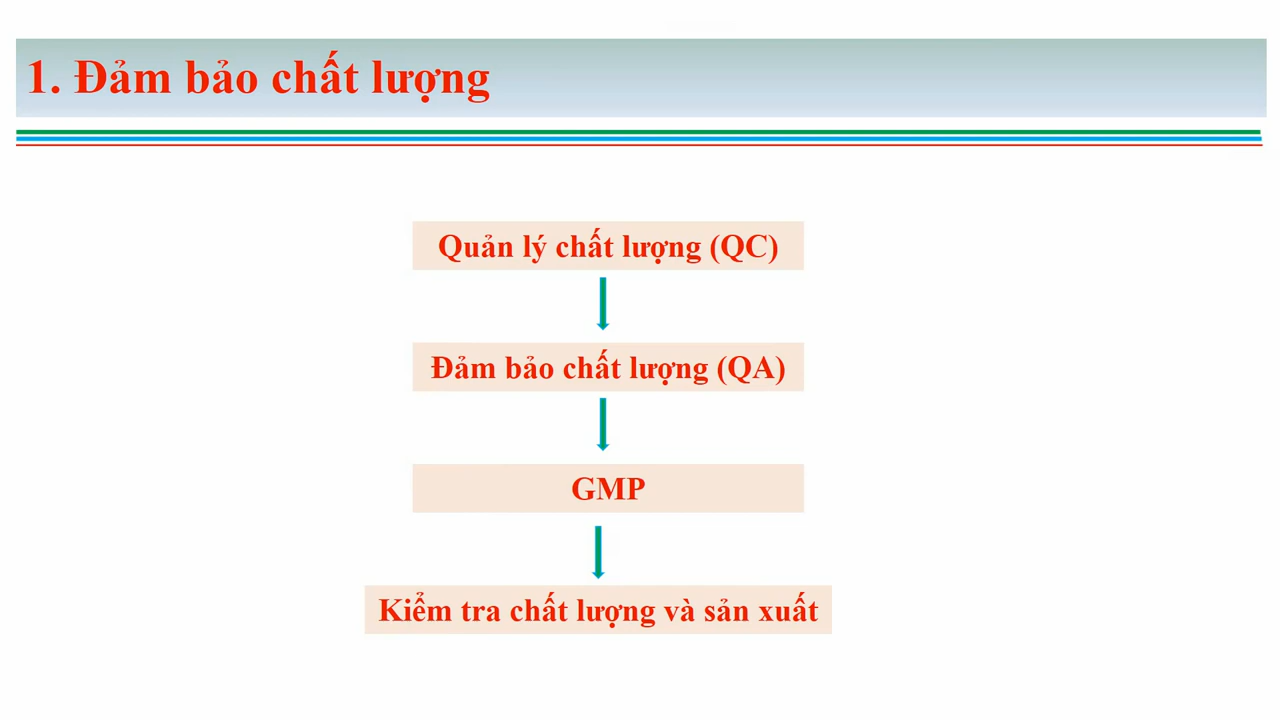 1. Đảm bảo chất lượng
Quản lý chất lượng (QC)
Đảm bảo chất lượng (QA)
GMP
Kiểm tra chất lượng và sản xuất